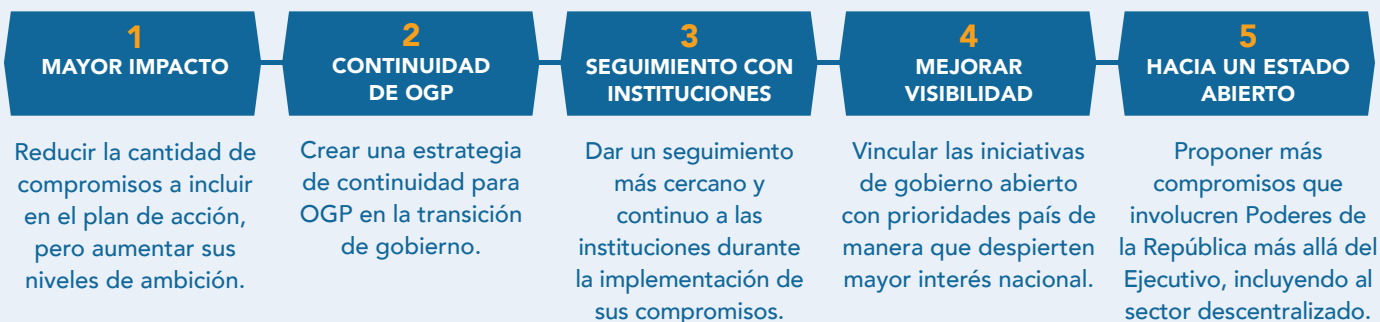 1
MAYOR IMPACTO
Reducir la cantidad de
compromisos a incluir
en el plan de acción,
pero aumentar sus
niveles de ambición.
2
CONTINUIDAD
DE OGP
Crear una estrategia
de continuidad para
OGP en la transición
de gobierno.
3
SEGUIMIENTO CON
INSTITUCIONES
Dar un seguimiento
más cercano y
continuo a las
instituciones durante
la implementación de
sus compromisos.
4
MEJORAR
VISIBILIDAD
Vincular las iniciativas
de gobierno abierto
con prioridades país de
manera que despierten
mayor interés nacional.
5
HACIA UN ESTADO
ABIERTO
Proponer más
compromisos que
involucren Poderes de
la República más allá del
Ejecutivo, incluyendo al
sector descentralizado.